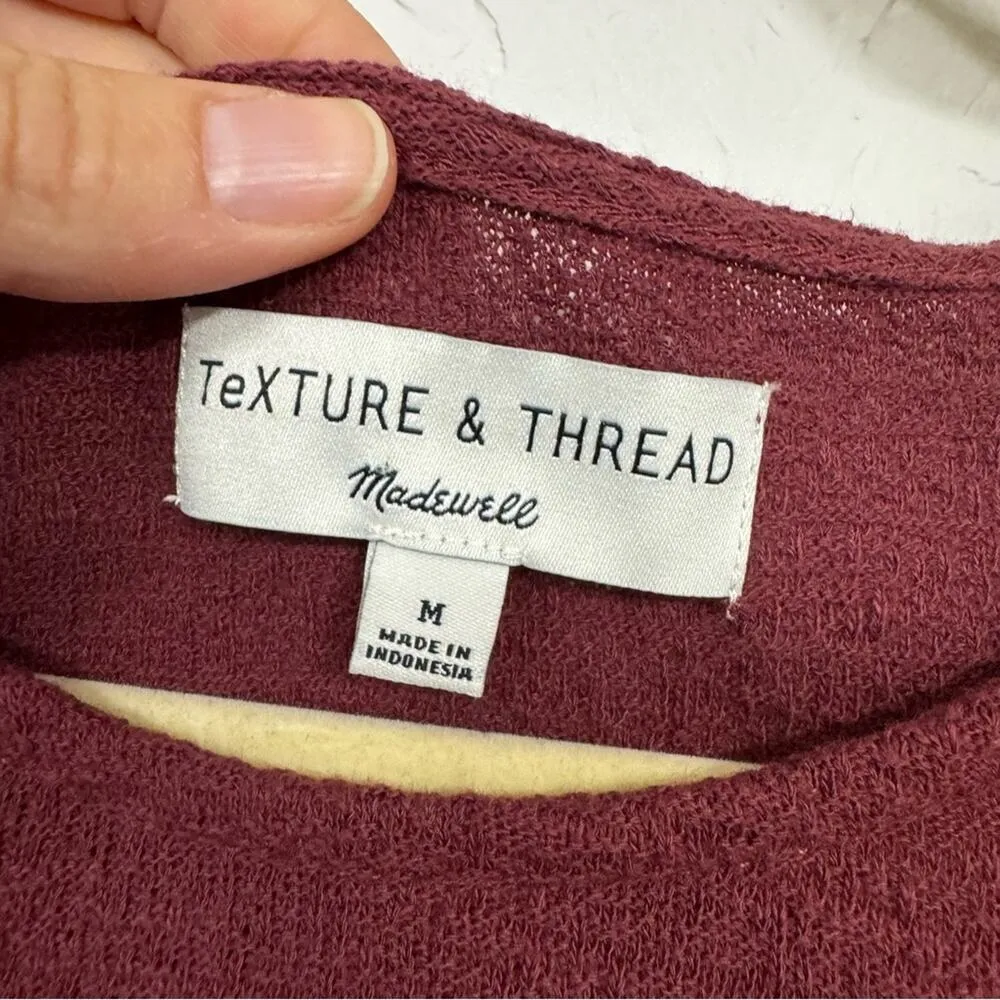 TeXTURE & THREAD
Madewell
M
MADE IN
INDONESIA